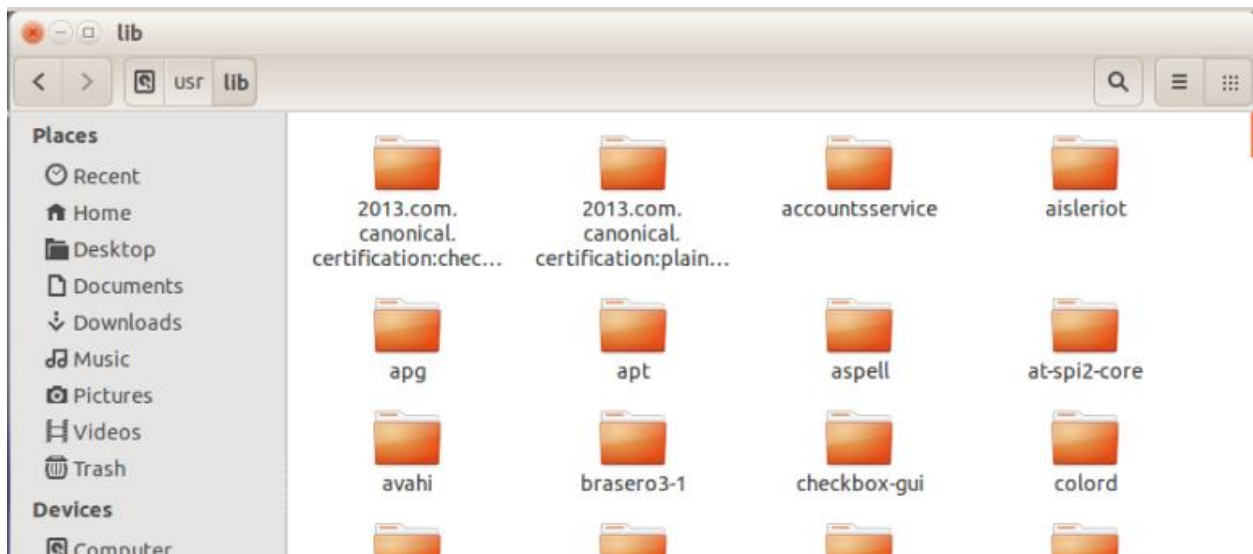 lib
usr lib
Places
Recent
Home
Desktop
Documents
Downloads
Music
Pictures
Videos
Trash
Devices
Computer
2013.com.
canonical.
certification:chec...
2013.com.
canonical.
certification:plain...
accountsservice
aisleriot
apg
apt
aspell
at-spi2-core
avahi
brasero3-1
checkbox-gui
colord